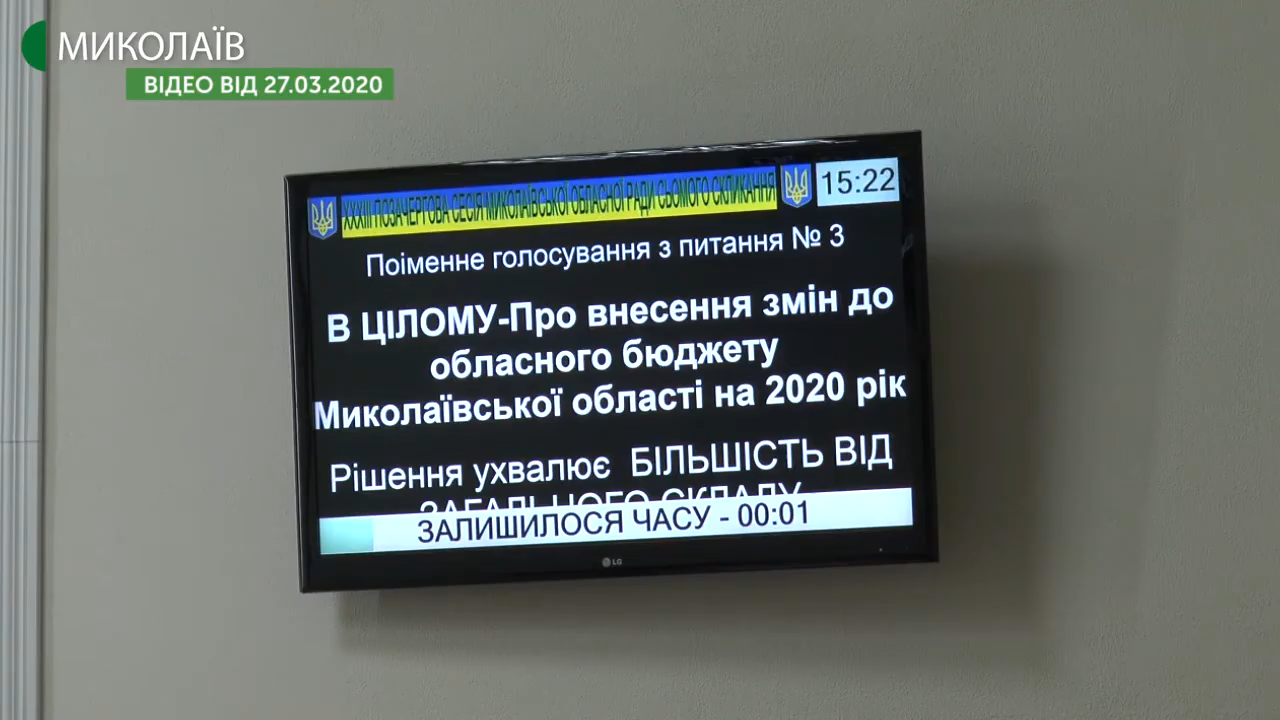 МИКОЛАЇВ
ВІДЕО ВІД 27.03.2020
XXXIII ПОЗАЧЕРГОВА СЕСІЯ МИКОЛАЇВСЬКОЇ ОБЛАСНОЇ РАДИ СЬОМОГО СКЛИКАННЯ
15:22
Поіменне голосування з питання № 3
В ЦІЛОМУ-Про внесення змін до
обласного бюджету
Миколаївської області на 2020 рік
Рішення ухвалює БІЛЬШІСТЬ ВІД
ЗАГАЛЬНОГО СКЛАДУ
ЗАЛИШИЛОСЯ ЧАСУ - 00:01
LG